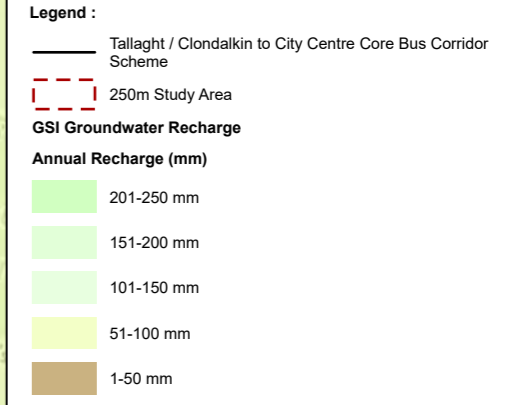 Legend :
Tallaght / Clondalkin to City Centre Core Bus Corridor
Scheme
250m Study Area
GSI Groundwater Recharge
Annual Recharge (mm)
201-250 mm
151-200 mm
101-150 mm
51-100 mm
1-50 mm